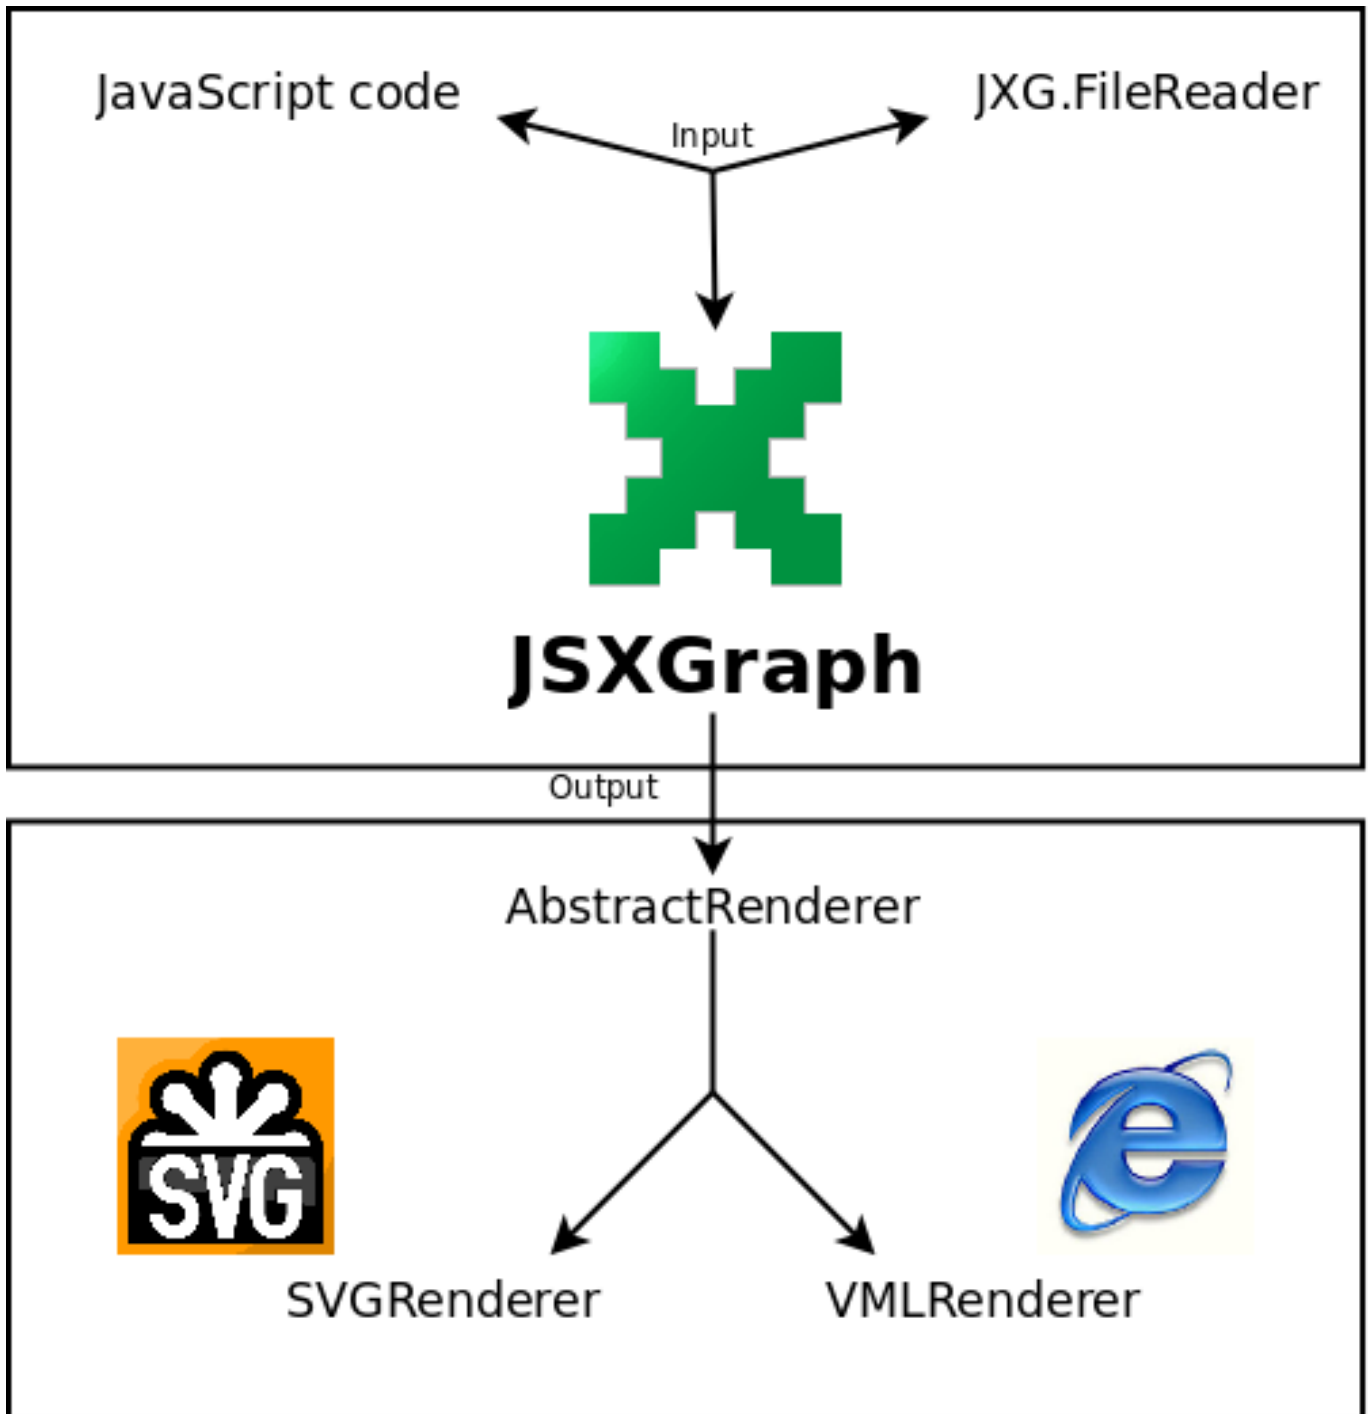 JavaScript code
JXG.FileReader
Input
JSXGraph
Output
AbstractRenderer
SVG
e
SVGRenderer
VMLRenderer